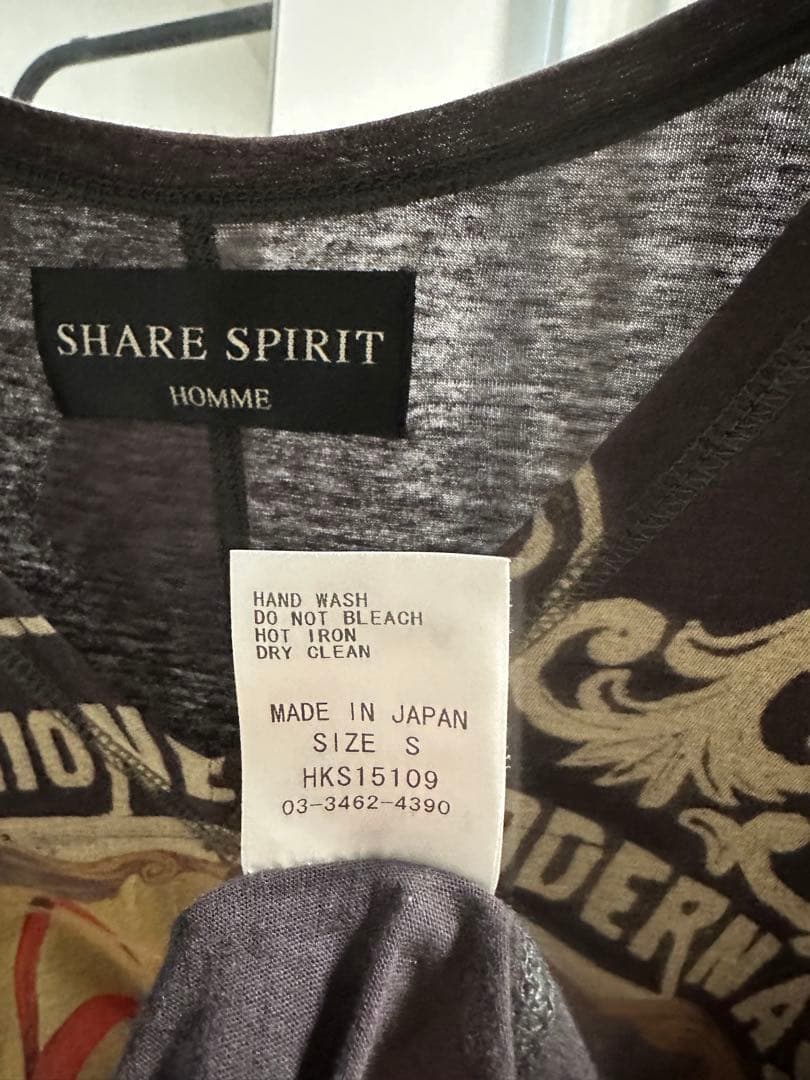 SHARE SPIRIT
HOMME
HAND WASH
DO NOT BLEACH
HOT IRON
DRY CLEAN
MADE IN JAPAN
SIZE S
HKS15109
03-3462-4390